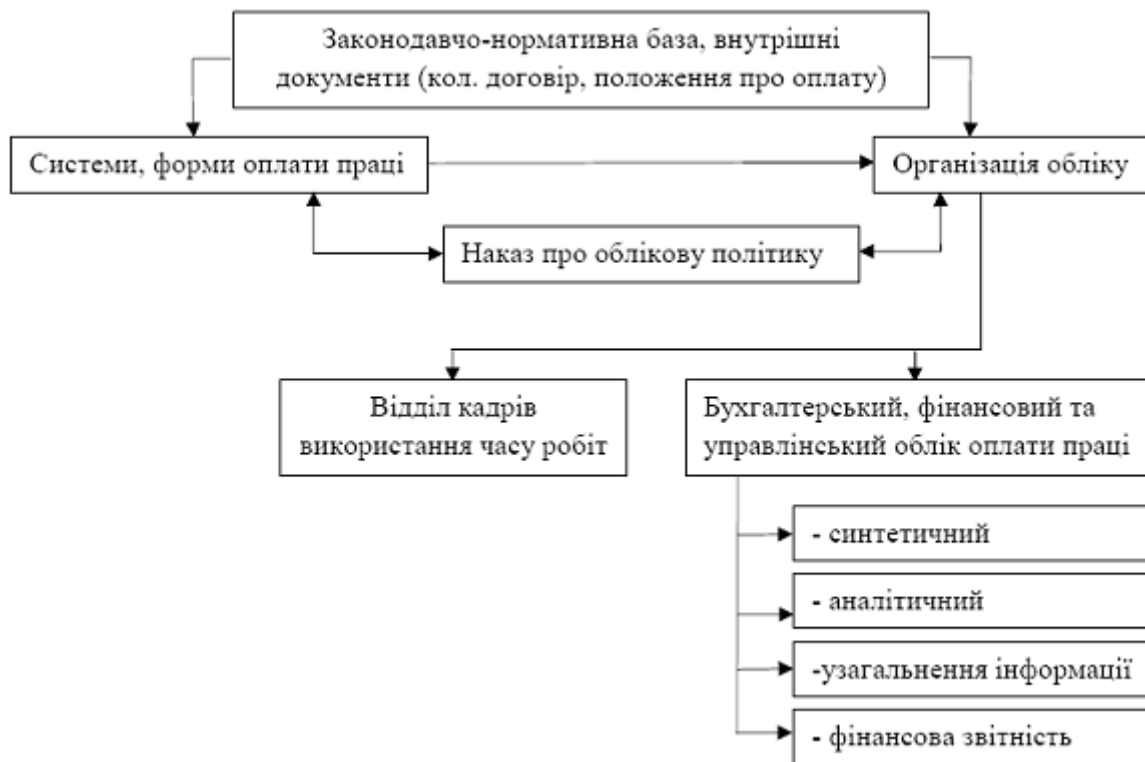 Законодавчо-нормативна база, внутрішні
документи (кол. договір, положення про оплату)
Системи, форми оплати праці
Організація обліку
Наказ про облікову політику
Відділ кадрів
використання часу робіт
Бухгалтерський, фінансовий та
управлінський облік оплати праці
- синтетичний
- аналітичний
-узагальнення інформації
- фінансова звітність